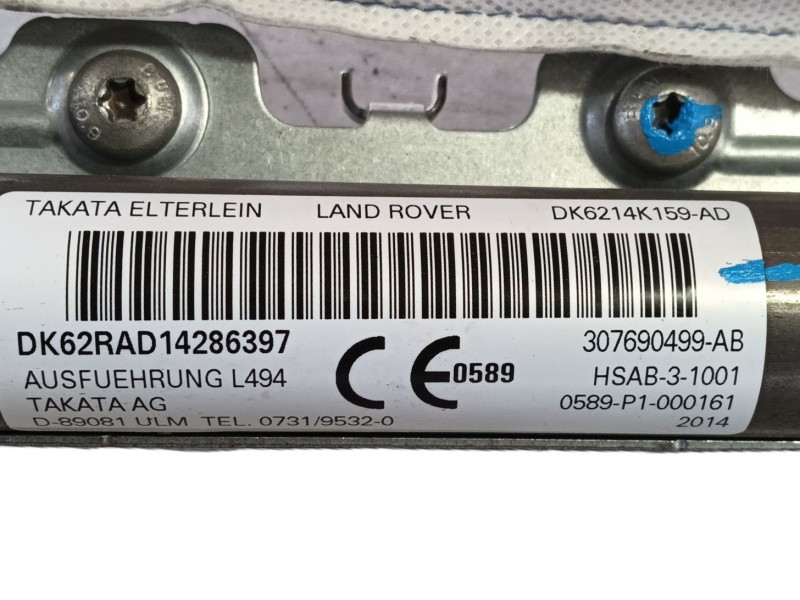 TAKATA ELTERLEIN LAND ROVER DK6214K159-AD
DK62RAD14286397 307690499-AB
CE 0589
AUSFUEHRUNG L494 HSAB-3-1001
TAKATA AG 0589-P1-000161
D-89081 ULM TEL. 0731/9532-0 2014